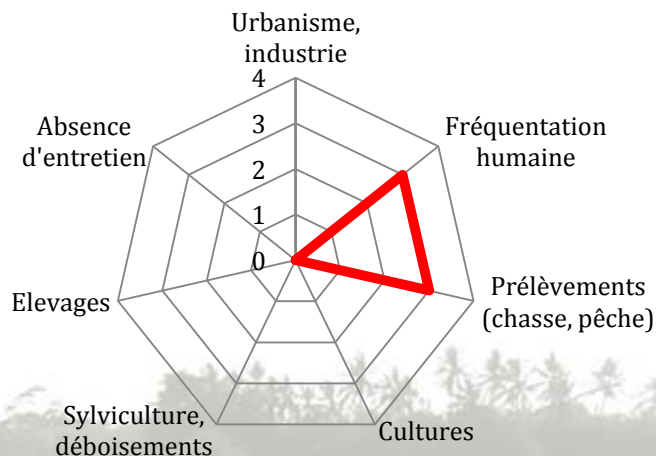 Urbanisme,
industrie
4
3
2
1
0
Fréquentation
humaine
Prélèvements
(chasse, pêche)
Cultures
Sylviculture,
déboisements
Elevages
Absence
d'entretien